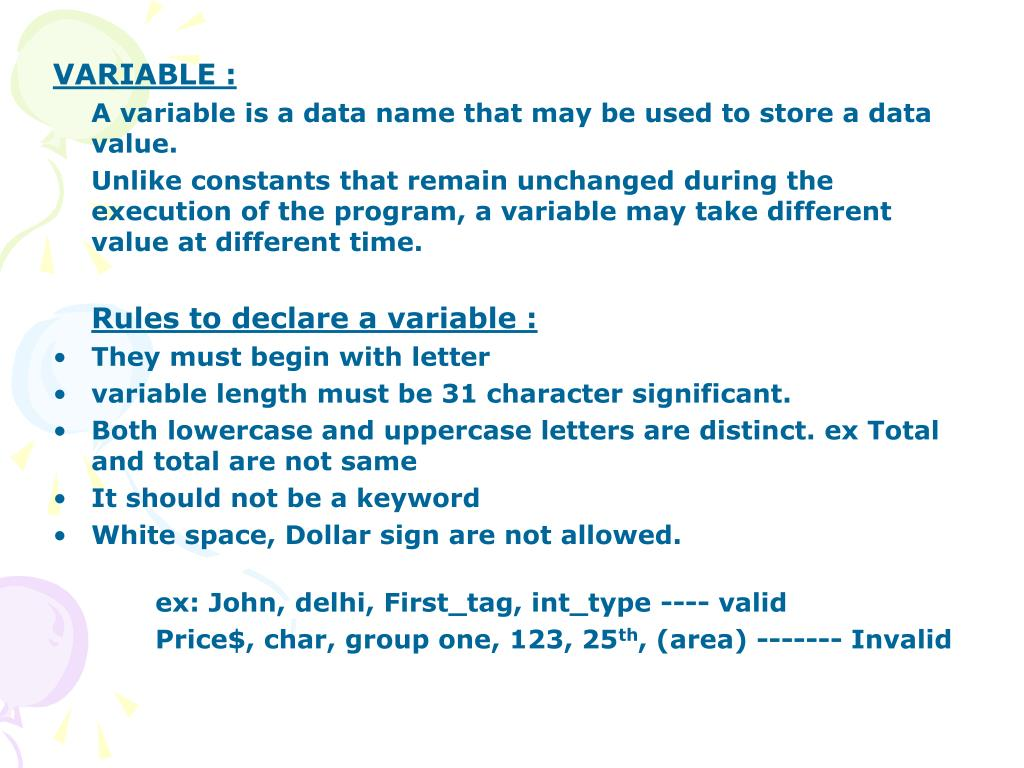 VARIABLE :
A variable is a data name that may be used to store a data
value.
Unlike constants that remain unchanged during the
execution of the program, a variable may take different
value at different time.
Rules to declare a variable :
• They must begin with letter
• variable length must be 31 character significant.
• Both lowercase and uppercase letters are distinct. ex Total
and total are not same
• It should not be a keyword
• White space, Dollar sign are not allowed.
ex: John, delhi, First_tag, int_type ---- valid
Price$, char, group one, 123, 25th, (area) ------- Invalid